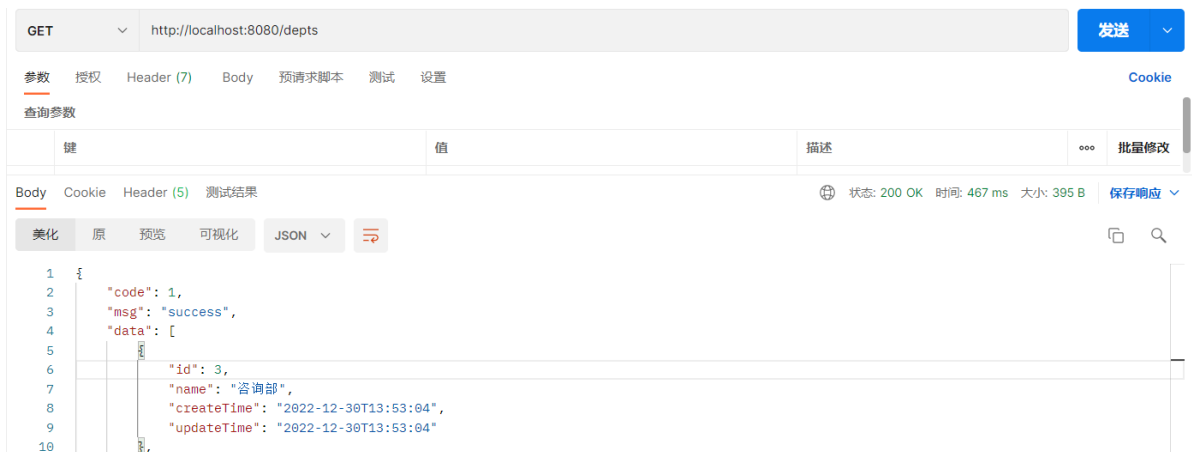 GET http://localhost:8080/depts 发送
参数 授权 Header (7) Body 预请求脚本 测试 设置 Cookie
查询参数
键 值 描述 ooo 批量修改
Body Cookie Header (5) 测试结果 状态: 200 OK 时间: 467 ms 大小: 395 B 保存响应
美化 原 预览 可视化 JSON
1 {
2 "code": 1,
3 "msg": "success",
4 "data": [
5 {
6 "id": 3,
7 "name": "咨询部",
8 "createTime": "2022-12-30T13:53:04",
9 "updateTime": "2022-12-30T13:53:04"
10 },